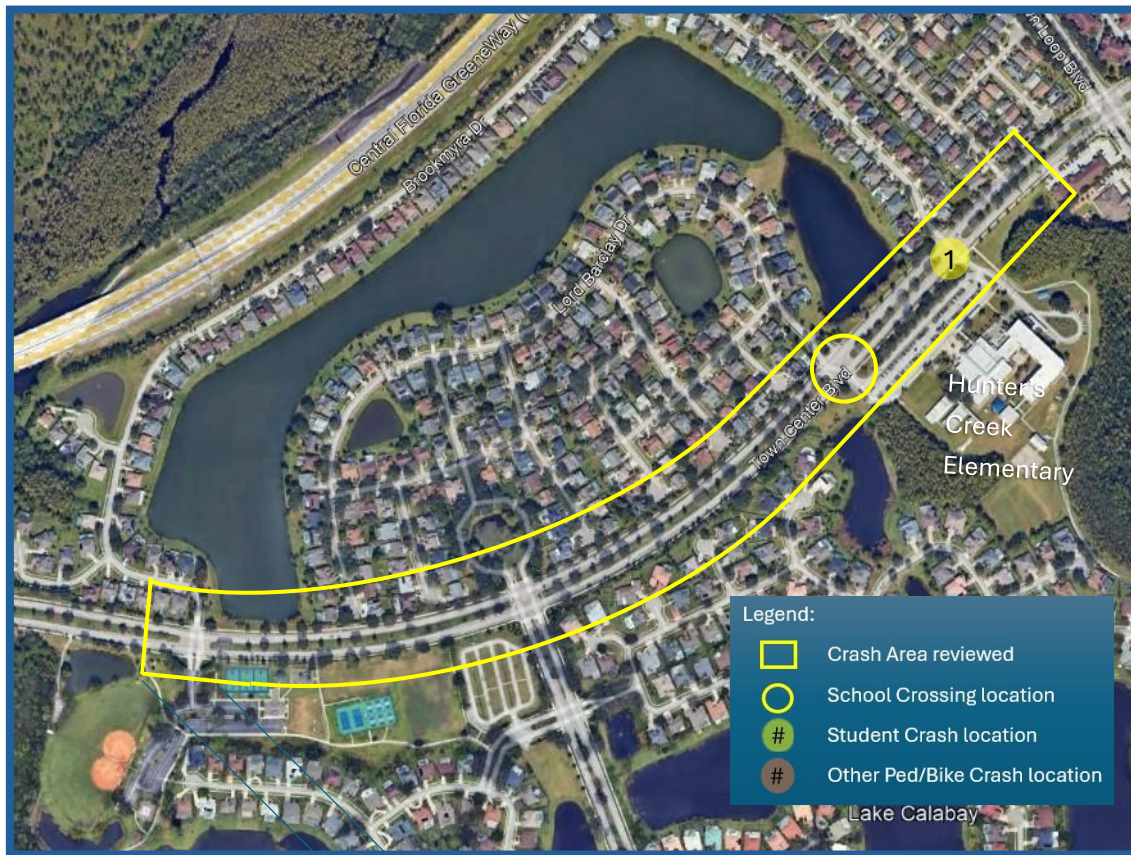 Central Florida GreeneWay (
Brookmyra Dr
Loop Blvd
Lord Barclay Dr
1
Town Center Blvd
Hunter's
Creek
Elementary
Legend:
Crash Area reviewed
School Crossing location
# Student Crash location
# Other Ped/Bike Crash location
Lake Calabay